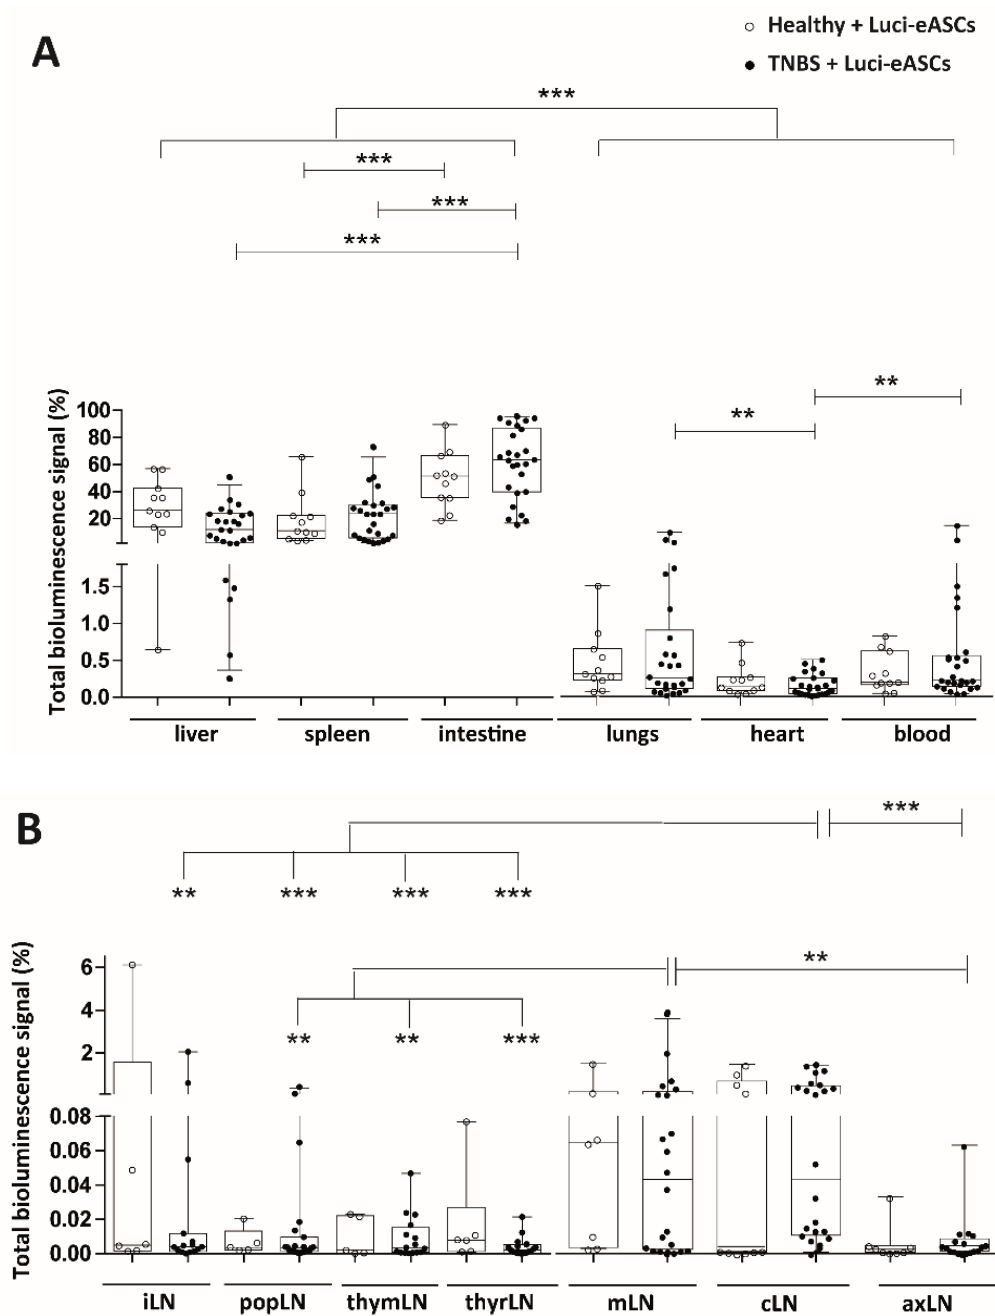 A
Healthy + Luci-eASCs
TNBS + Luci-eASCs
***
***
***
***
**
**
Total bioluminescence signal (%)
100
80
60
40
20
1.5
1.0
0.5
0.0
liver spleen intestine lungs heart blood
B
***
** *** *** ***
**
** ** ***
Total bioluminescence signal (%)
6
4
2
0.08
0.06
0.04
0.02
0.00
iLN popLN thymLN thyrLN mLN cLN axLN